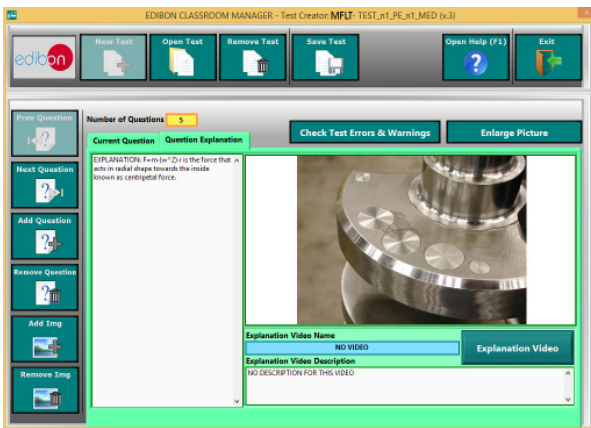 EDIBON CLASSROOM MANAGER - Test Creator: MFLT- TEST_n1_PE_n1_MED (v.3)
edibon
New Test
Open Test
Remove Test
Save Test
Open Help (F1)
Exit
Prev Question
Number of Questions 5
Current Question
Question Explanation
Check Test Errors & Warnings
Enlarge Picture
EXPLANATION: F=m·(w^2)·r is the force that
acts in radial shape towards the inside
known as centripetal force.
Next Question
Add Question
Remove Question
Add Img
Remove Img
Explanation Video Name
NO VIDEO
Explanation Video
Explanation Video Description
NO DESCRIPTION FOR THIS VIDEO